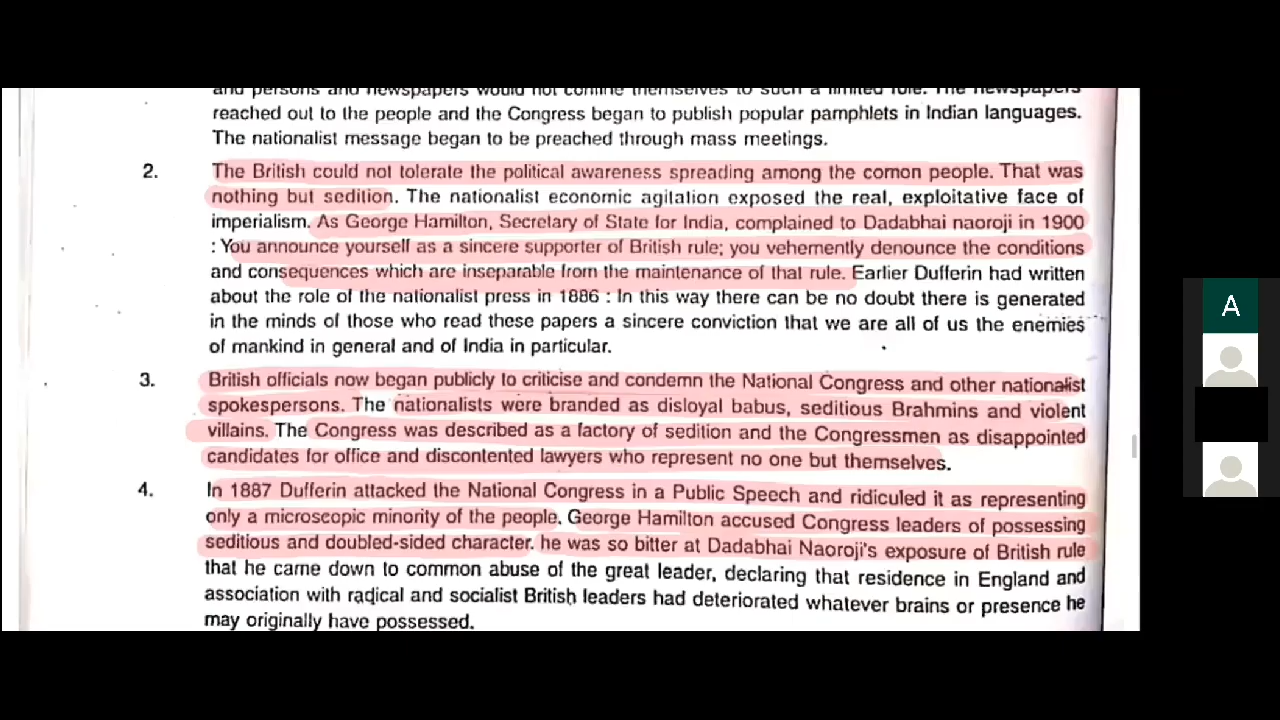 and persons and newspapers would not confine themselves to such a limited role. The newspapers
reached out to the people and the Congress began to publish popular pamphlets in Indian languages.
The nationalist message began to be preached through mass meetings.
2. The British could not tolerate the political awareness spreading among the comon people. That was
nothing but sedition. The nationalist economic agitation exposed the real, exploitative face of
imperialism. As George Hamilton, Secretary of State for India, complained to Dadabhai naoroji in 1900
: You announce yourself as a sincere supporter of British rule; you vehemently denounce the conditions
and consequences which are inseparable from the maintenance of that rule. Earlier Dufferin had written
about the role of the nationalist press in 1886 : In this way there can be no doubt there is generated
in the minds of those who read these papers a sincere conviction that we are all of us the enemies
of mankind in general and of India in particular.
3. British officials now began publicly to criticise and condemn the National Congress and other nationalist
spokespersons. The nationalists were branded as disloyal babus, seditious Brahmins and violent
villains. The Congress was described as a factory of sedition and the Congressmen as disappointed
candidates for office and discontented lawyers who represent no one but themselves.
4. In 1887 Dufferin attacked the National Congress in a Public Speech and ridiculed it as representing
only a microscopic minority of the people. George Hamilton accused Congress leaders of possessing
seditious and doubled-sided character. he was so bitter at Dadabhai Naoroji's exposure of British rule
that he came down to common abuse of the great leader, declaring that residence in England and
association with radical and socialist British leaders had deteriorated whatever brains or presence he
may originally have possessed.
A